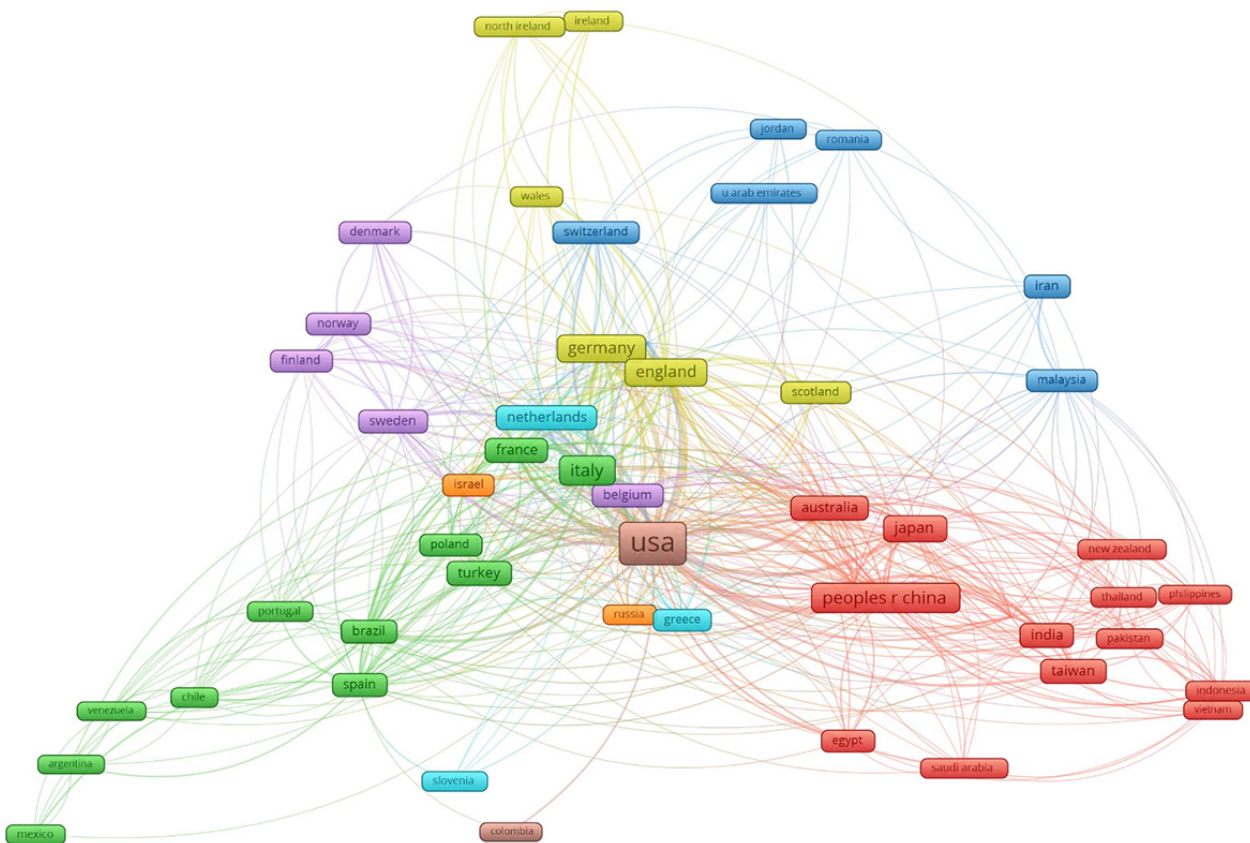 north ireland
ireland
jordan
romania
wales
u arab emirates
denmark
switzerland
iran
norway
germany
finland
england
malaysia
scotland
netherlands
sweden
france
italy
israel
belgium
australia
japan
usa
poland
new zealand
turkey
peoples r china
thailand
philippines
portugal
russia
greece
brazil
india
pakistan
taiwan
spain
chile
indonesia
venezuela
vietnam
egypt
argentina
saudi arabia
slovenia
colombia
mexico